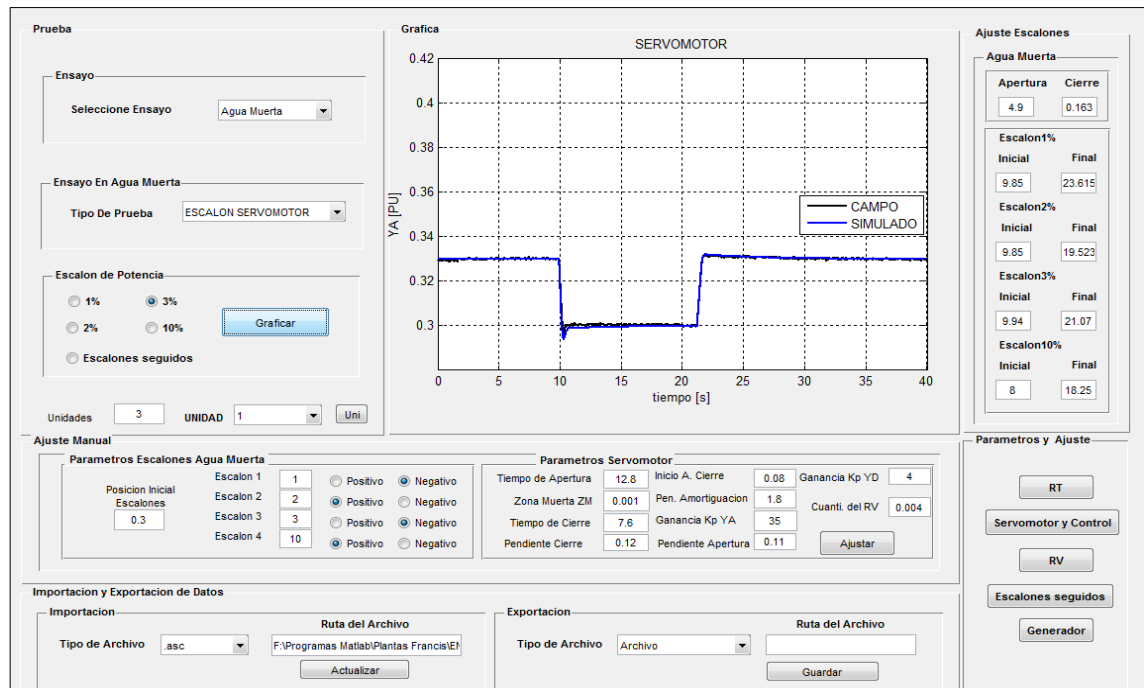 Prueba
Ensayo
Seleccione Ensayo
Agua Muerta
Ensayo En Agua Muerta
Tipo De Prueba
ESCALON SERVOMOTOR
Escalon de Potencia
1%
3%
2%
10%
Graficar
Escalones seguidos
Unidades
3
UNIDAD
1
Uni
Grafica
SERVOMOTOR
YA [PU]
0.42
0.4
0.38
0.36
0.34
0.32
0.3
CAMPO
SIMULADO
0 5 10 15 20 25 30 35 40
tiempo [s]
Ajuste Escalones
Agua Muerta
Apertura Cierre
4.9 0.163
Escalon1%
Inicial Final
9.85 23.615
Escalon2%
Inicial Final
9.85 19.523
Escalon3%
Inicial Final
9.94 21.07
Escalon10%
Inicial Final
8 18.25
Ajuste Manual
Parametros Escalones Agua Muerta
Posicion Inicial
Escalones
0.3
Escalon 1 1 Positivo Negativo
Escalon 2 2 Positivo Negativo
Escalon 3 3 Positivo Negativo
Escalon 4 10 Positivo Negativo
Parametros Servomotor
Tiempo de Apertura 12.8 Inicio A. Cierre 0.08 Ganancia Kp YD 4
Zona Muerta ZM 0.001 Pen. Amortiguacion 1.8 Cuanti. del RV 0.004
Tiempo de Cierre 7.6 Ganancia Kp YA 35
Pendiente Cierre 0.12 Pendiente Apertura 0.11 Ajustar
Parametros y Ajuste
RT
Servomotor y Control
RV
Escalones seguidos
Generador
Importacion y Exportacion de Datos
Importacion
Ruta del Archivo
Tipo de Archivo .asc F:\Programas Matlab\Plantas Francis\EN
Actualizar
Exportacion
Ruta del Archivo
Tipo de Archivo Archivo
Guardar